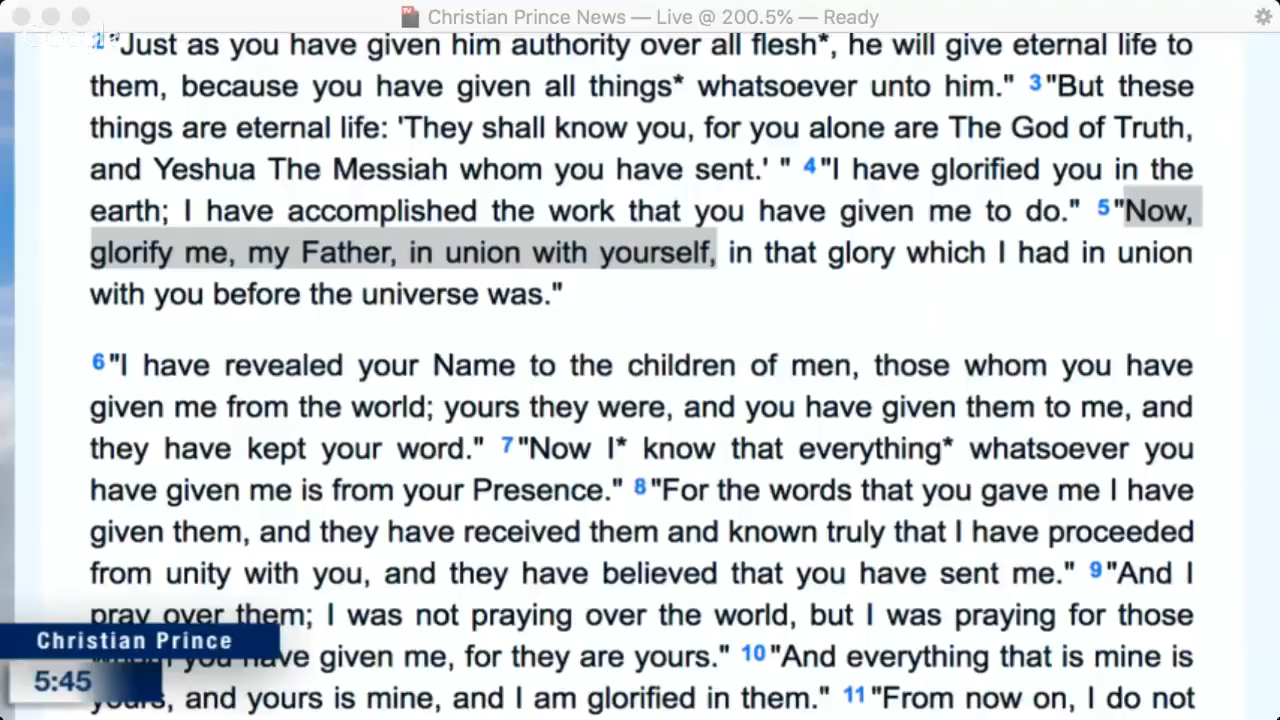 Christian Prince News — Live @ 200.5% — Ready
2 "Just as you have given him authority over all flesh*, he will give eternal life to
them, because you have given all things* whatsoever unto him." 3 "But these
things are eternal life: 'They shall know you, for you alone are The God of Truth,
and Yeshua The Messiah whom you have sent.' " 4 "I have glorified you in the
earth; I have accomplished the work that you have given me to do." 5 "Now,
glorify me, my Father, in union with yourself, in that glory which I had in union
with you before the universe was."
6 "I have revealed your Name to the children of men, those whom you have
given me from the world; yours they were, and you have given them to me, and
they have kept your word." 7 "Now I* know that everything* whatsoever you
have given me is from your Presence." 8 "For the words that you gave me I have
given them, and they have received them and known truly that I have proceeded
from unity with you, and they have believed that you have sent me." 9 "And I
pray over them; I was not praying over the world, but I was praying for those
whom you have given me, for they are yours." 10 "And everything that is mine is
yours, and yours is mine, and I am glorified in them." 11 "From now on, I do not
Christian Prince
5:45